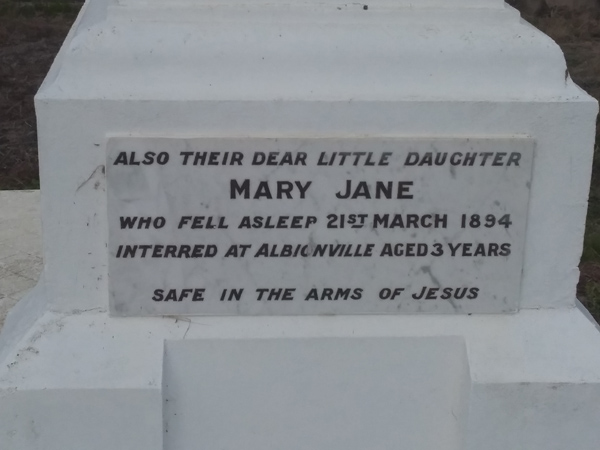 ALSO THEIR DEAR LITTLE DAUGHTER
MARY JANE
WHO FELL ASLEEP 21ST MARCH 1894
INTERRED AT ALBIONVILLE AGED 3 YEARS
SAFE IN THE ARMS OF JESUS